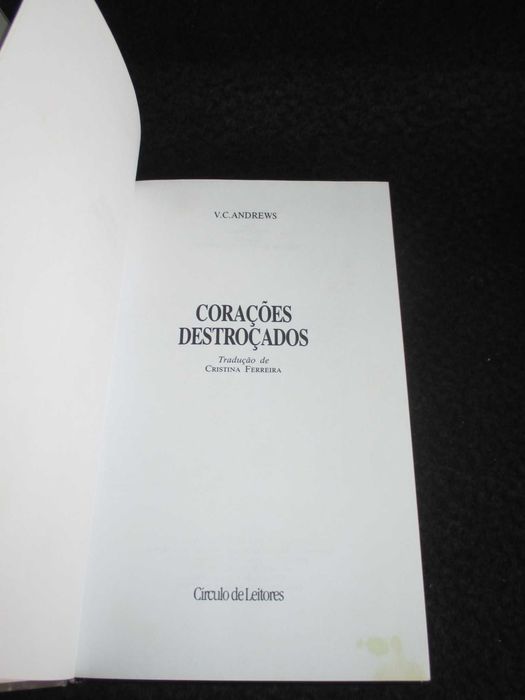 V.C.ANDREWS
CORAÇÕES
DESTROÇADOS
Tradução de
CRISTINA FERREIRA
Círculo de Leitores